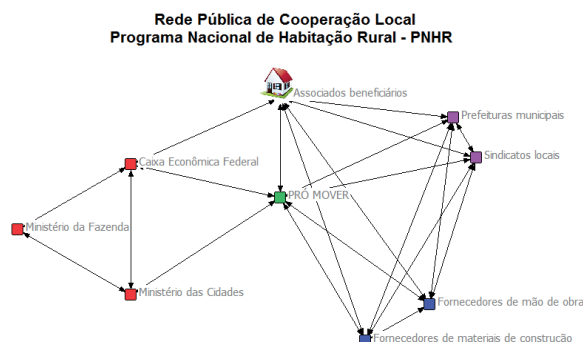 Rede Pública de Cooperação Local
Programa Nacional de Habitação Rural - PNHR
Associados beneficiários
Prefeituras municipais
Sindicatos locais
Caixa Econômica Federal
PRÓ MOVER
Ministério da Fazenda
Ministério das Cidades
Fornecedores de mão de obra
Fornecedores de materiais de construção